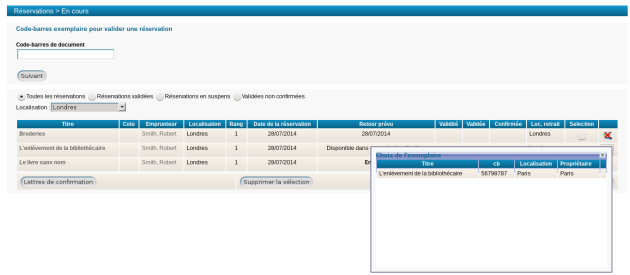 Réservations > En cours
Code-barres exemplaire pour valider une réservation
Code-barres de document
Suivant
Toutes les réservations Réservations validées Réservations en suspens Validées non confirmées
Localisation : Londres
Titre Cote Emprunteur Localisation Rang Date de la réservation Retour prévu Validité Validée Confirmée Loc. retrait Selection
Broderies Smith, Robert Londres 1 28/07/2014 28/07/2014 Londres
L'enlèvement de la bibliothécaire Smith, Robert Londres 1 28/07/2014 Disponible dans
Le livre sans nom Smith, Robert Londres 1 28/07/2014 En
Lettres de confirmation Supprimer la sélection
Choix de l'exemplaire X
Titre cb Localisation Propriétaire
L'enlèvement de la bibliothécaire 56798787 Paris Paris